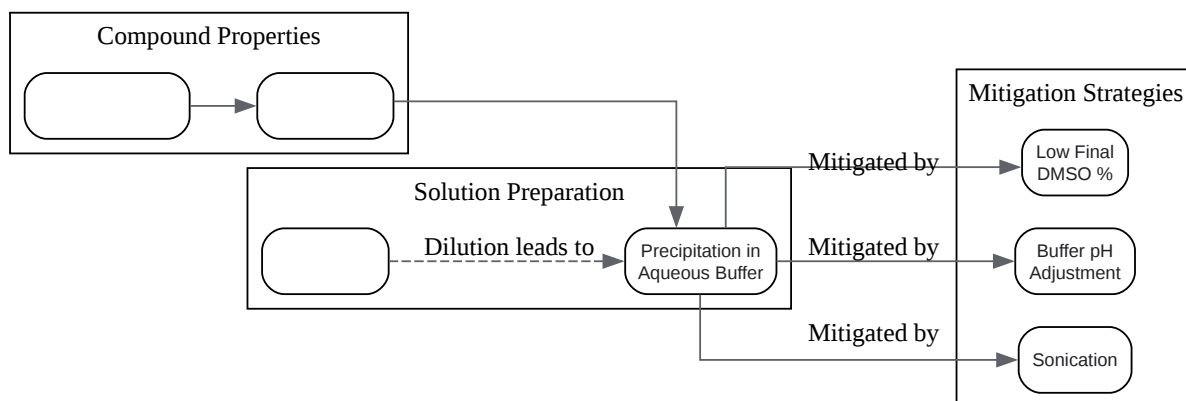 Compound Properties
Mitigation Strategies
Low Final
DMSO %
Mitigated by
Solution Preparation
Dilution leads to
Precipitation in
Aqueous Buffer
Mitigated by
Buffer pH
Adjustment
Mitigated by
Sonication